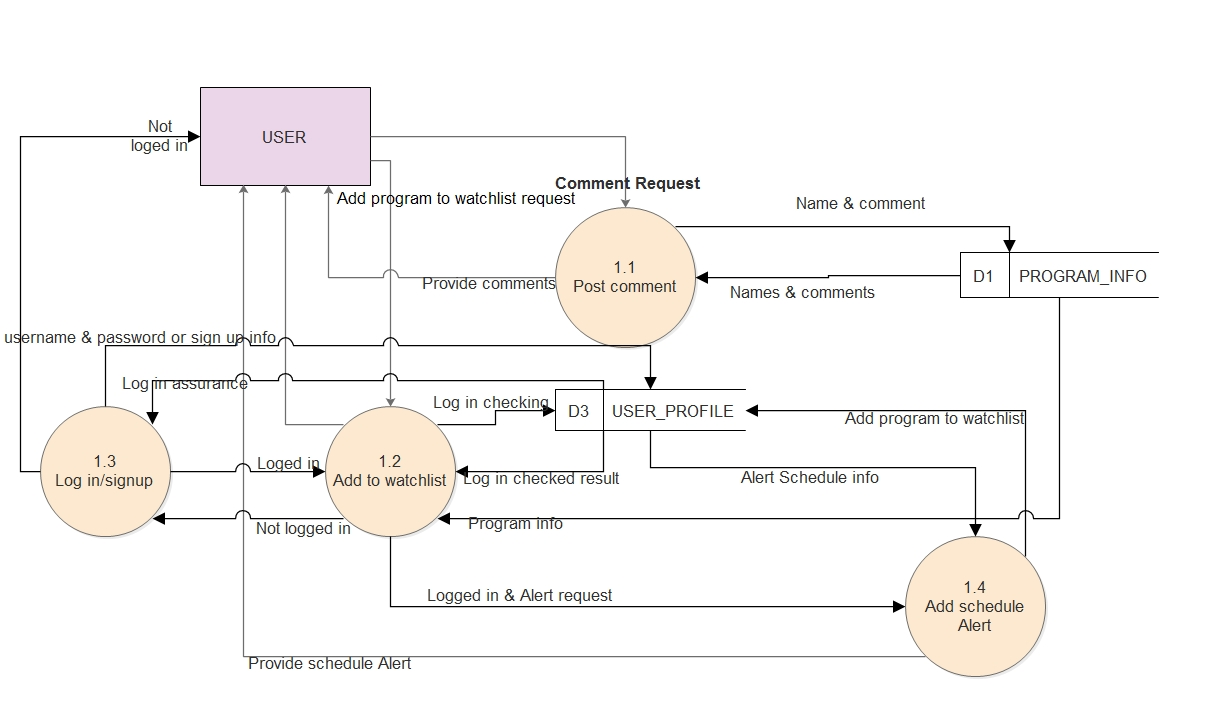 Not
loged in
USER
Comment Request
Add program to watchlist request
Name & comment
1.1
Post comment
D1
PROGRAM_INFO
Provide comments
Names & comments
username & password or sign up info
Log in assurance
Log in checking
D3
USER_PROFILE
Add program to watchlist
1.3
Log in/signup
Loged in
1.2
Add to watchlist
Log in checked result
Alert Schedule info
Not logged in
Program info
Logged in & Alert request
1.4
Add schedule
Alert
Provide schedule Alert